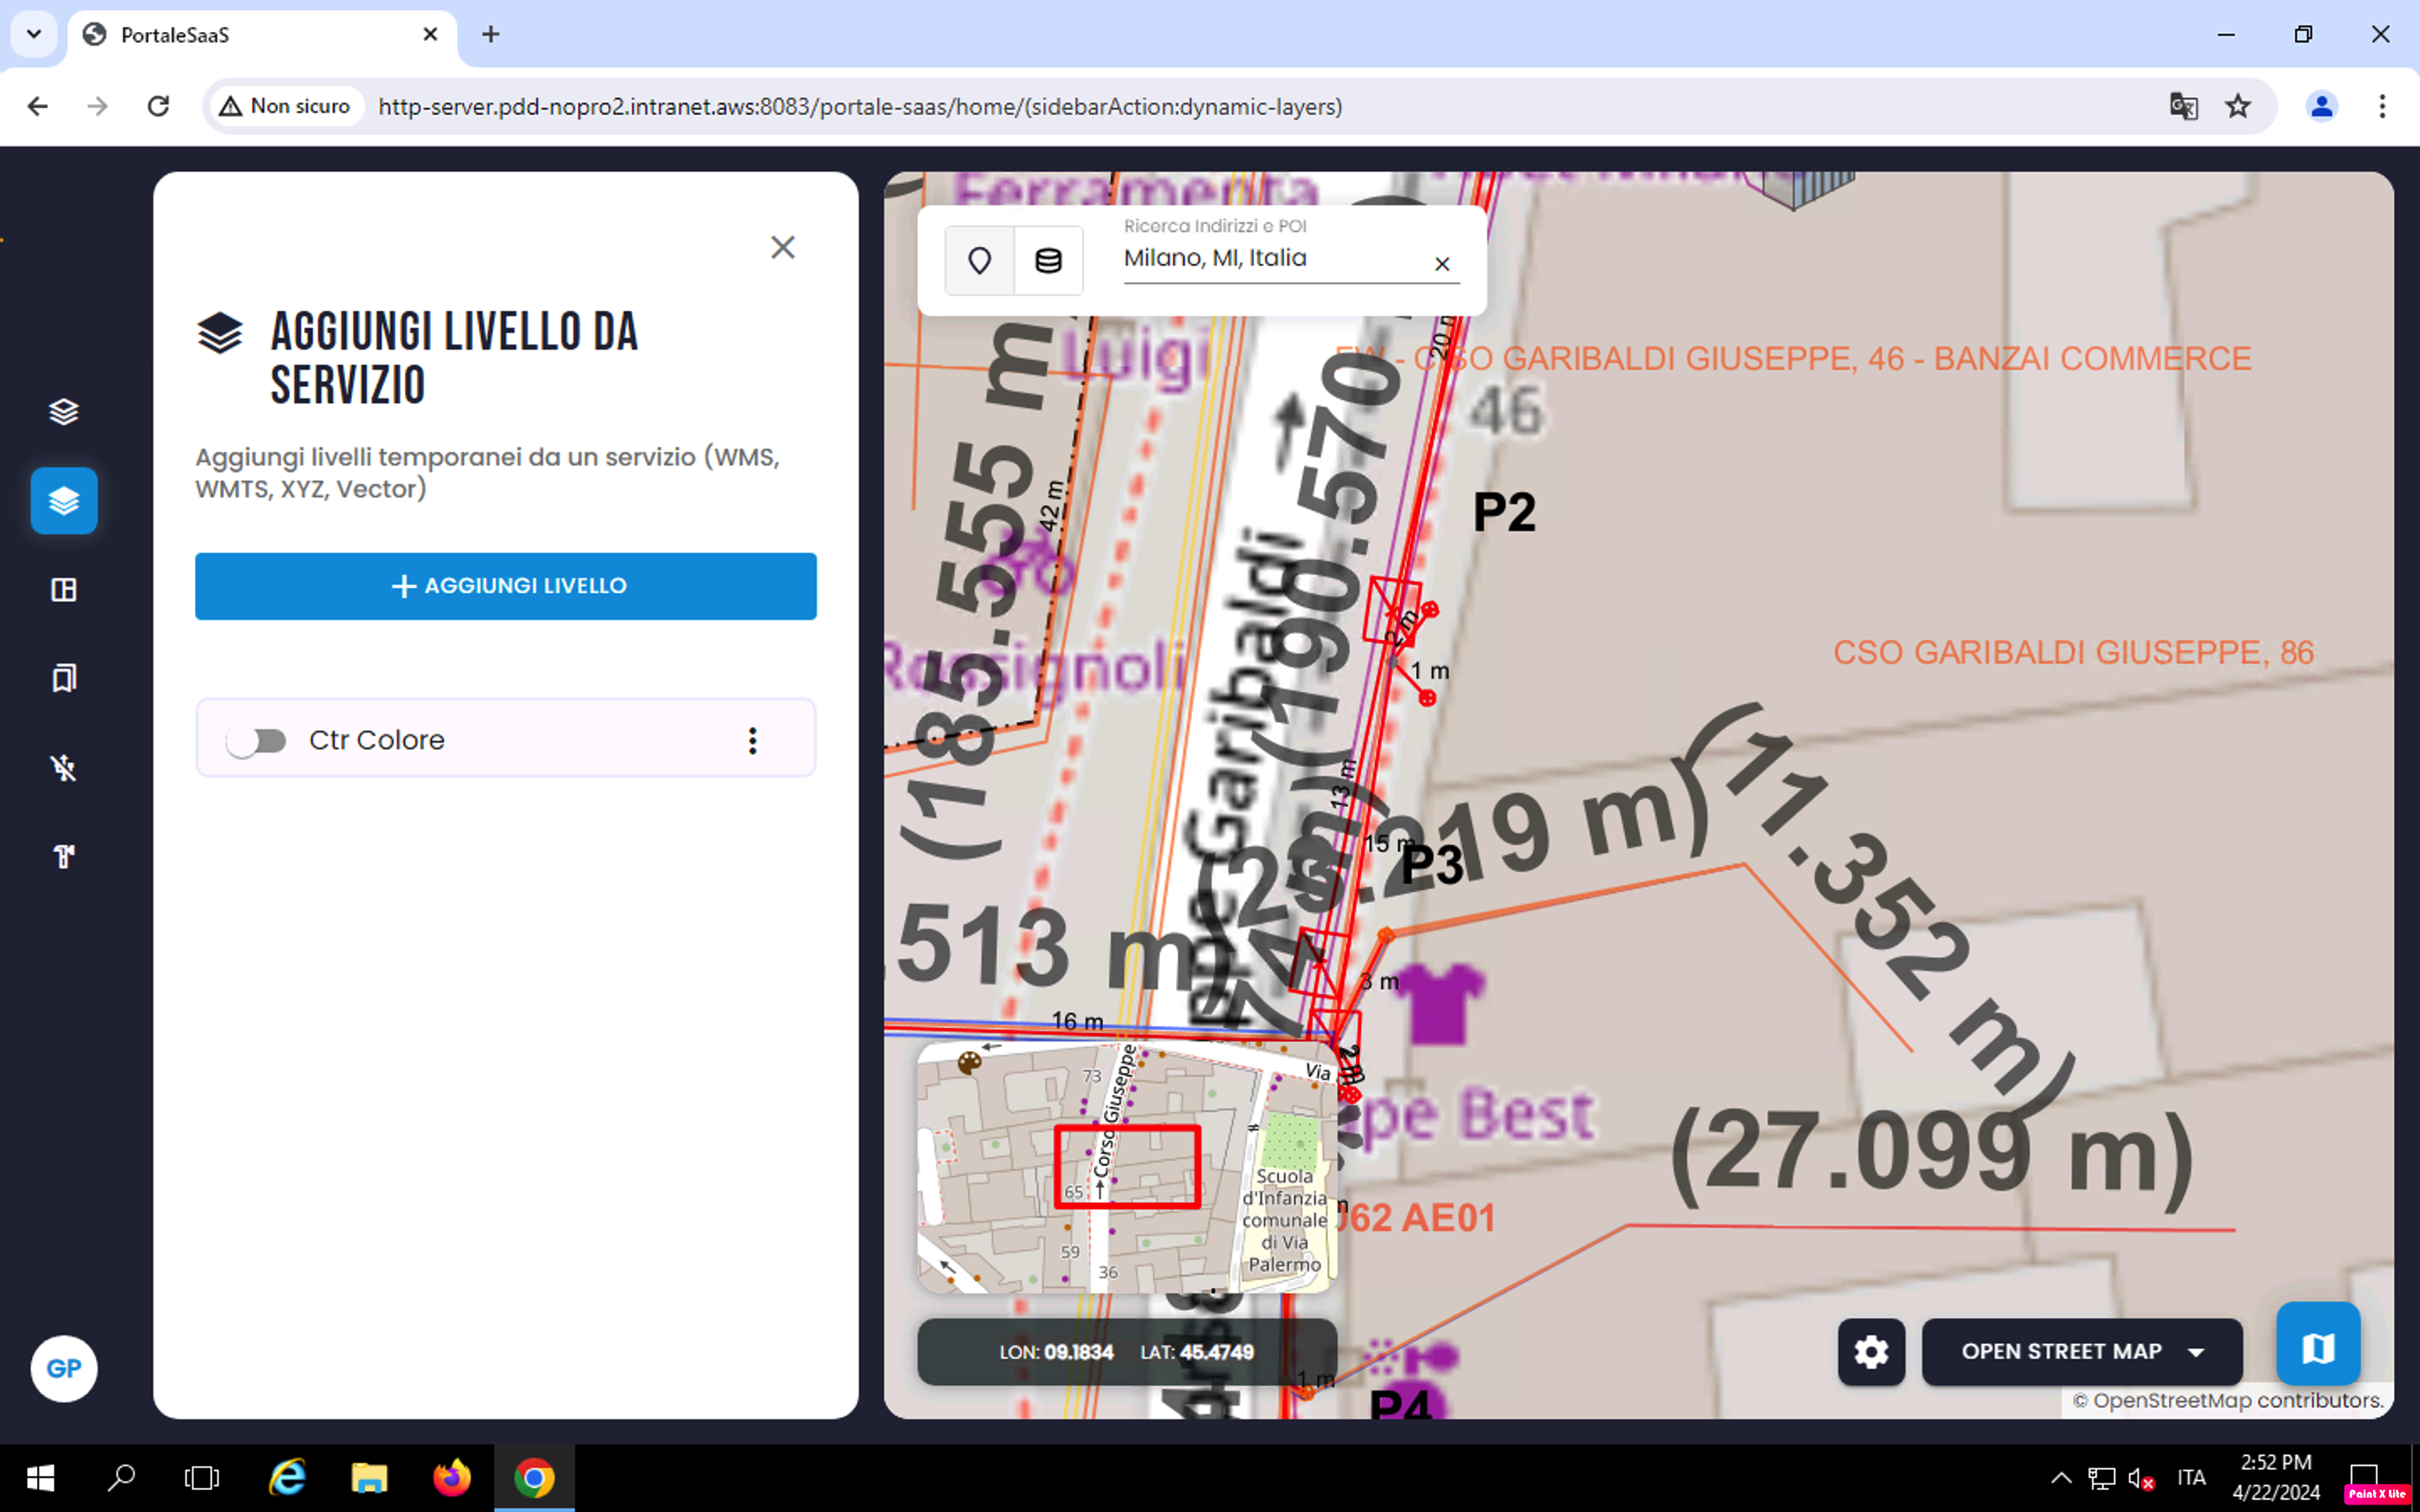 PortaleSaaS
Non sicuro
http-server.pdd-nopro2.intranet.aws:8083/portale-saas/home/(sidebarAction:dynamic-layers)
AGGIUNGI LIVELLO DA
SERVIZIO
Aggiungi livelli temporanei da un servizio (WMS,
WMTS, XYZ, Vector)
AGGIUNGI LIVELLO
Ctr Colore
GP
Ferramenta
Ricerca Indirizzi e POI
Milano, MI, Italia
Luigi
20 m
CSO GARIBALDI GIUSEPPE, 46 - BANZAI COMMERCE
46
(185.555 m
42 m
(190.570
P2
Rossignoli
Garibaldi
2 m
1 m
CSO GARIBALDI GIUSEPPE, 86
13 m
15 m
P3
(23.219 m)
(11.352 m)
.513 m)
3 m
16 m
2 m
Best
(27.099 m)
062 AE01
73
Corso Giuseppe
Via
65
59
36
Scuola
d'Infanzia
comunale
di Via
Palermo
LON: 09.1834 LAT: 45.4749
1 m
P4
OPEN STREET MAP
© OpenStreetMap contributors.
ITA
2:52 PM
4/22/2024
Paint X lite